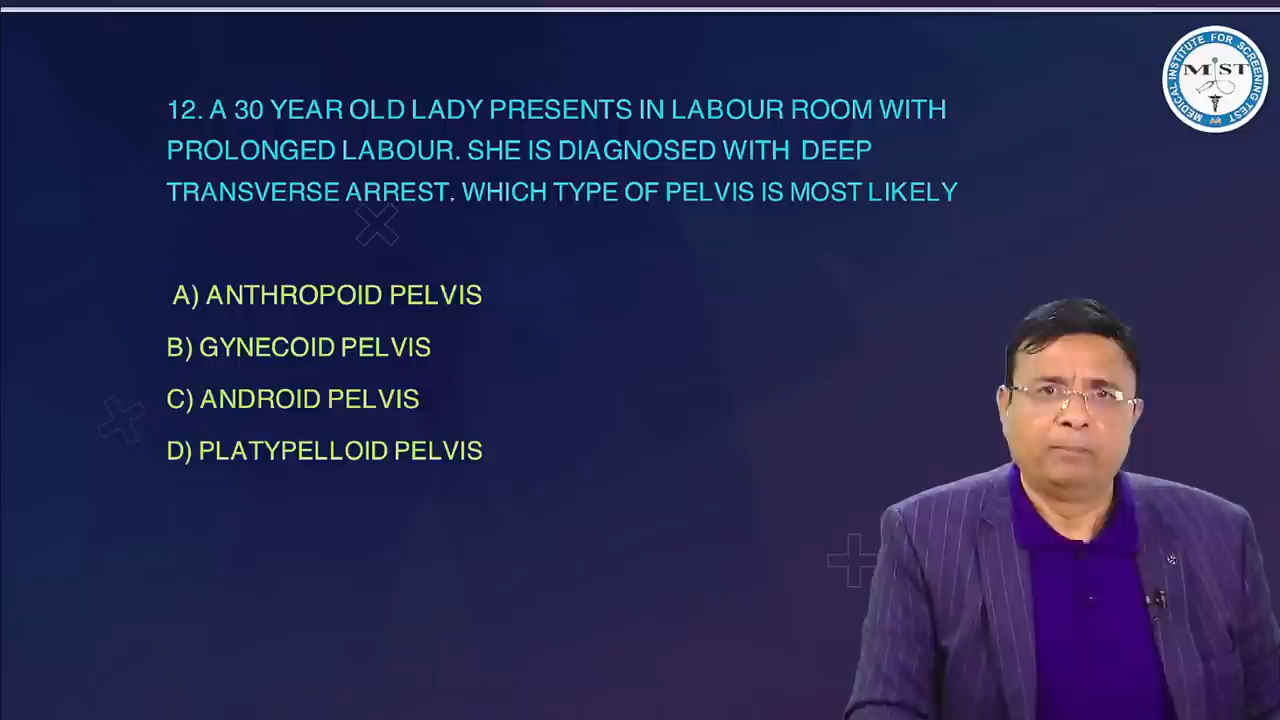 12. A 30 YEAR OLD LADY PRESENTS IN LABOUR ROOM WITH
PROLONGED LABOUR. SHE IS DIAGNOSED WITH DEEP
TRANSVERSE ARREST. WHICH TYPE OF PELVIS IS MOST LIKELY
A) ANTHROPOID PELVIS
B) GYNECOID PELVIS
C) ANDROID PELVIS
D) PLATYPELLOID PELVIS
MEDICAL INSTITUTE FOR SCREENING TEST
MIST